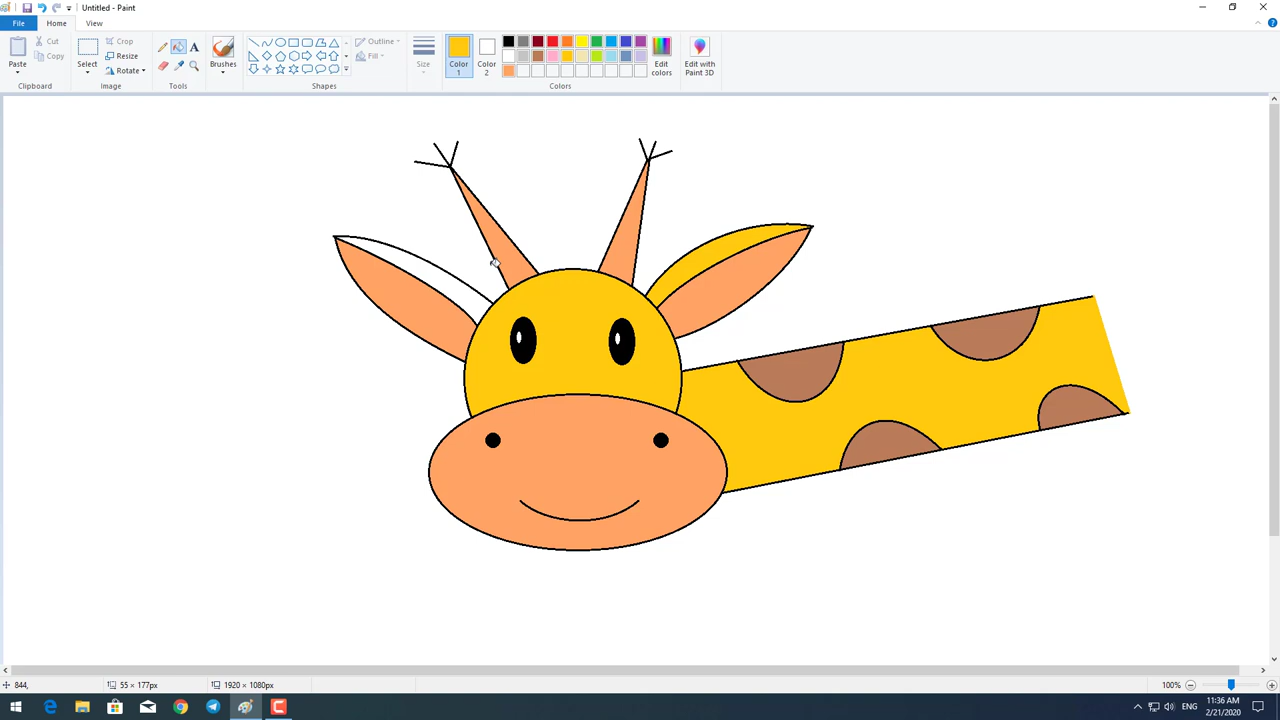 Untitled - Paint
File
Home
View
Paste
Cut
Copy
Clipboard
Select
Crop
Resize
Rotate
Image
A
Tools
Brushes
Outline
Fill
Shapes
Size
Color 1
Color 2
Edit colors
Edit with Paint 3D
Colors
844,
55 × 177px
1920 × 1080px
100%
ENG
11:36 AM
2/21/2020